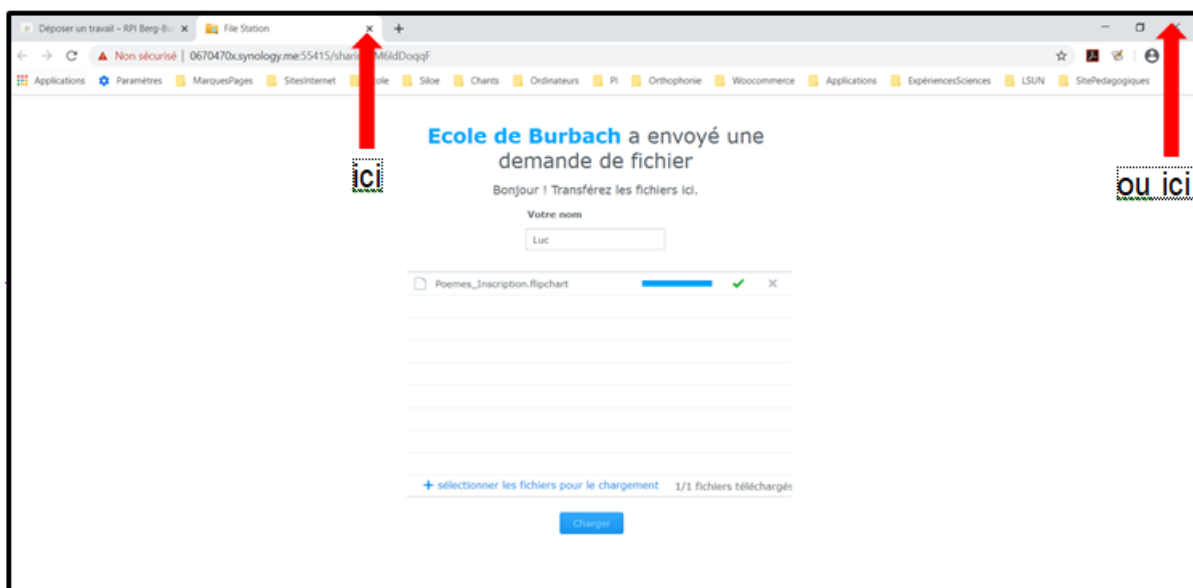 Déposer un travail – RPI Berg-Bu
File Station
Non sécurisé | 0670470x.synology.me:55415/sharin M6ldDoqqF
Applications Paramètres MarquesPages SitesInternet Ecole Siloe Chants Ordinateurs PI Orthophonie Woocommerce Applications ExpériencesSciences LSUN SitePedagogiques
Ecole de Burbach a envoyé une
demande de fichier
ici
ou ici
Bonjour ! Transférez les fichiers ici.
Votre nom
Luc
Poemes_Inscription.flipchart
+ sélectionner les fichiers pour le chargement 1/1 fichiers téléchargés
Charger